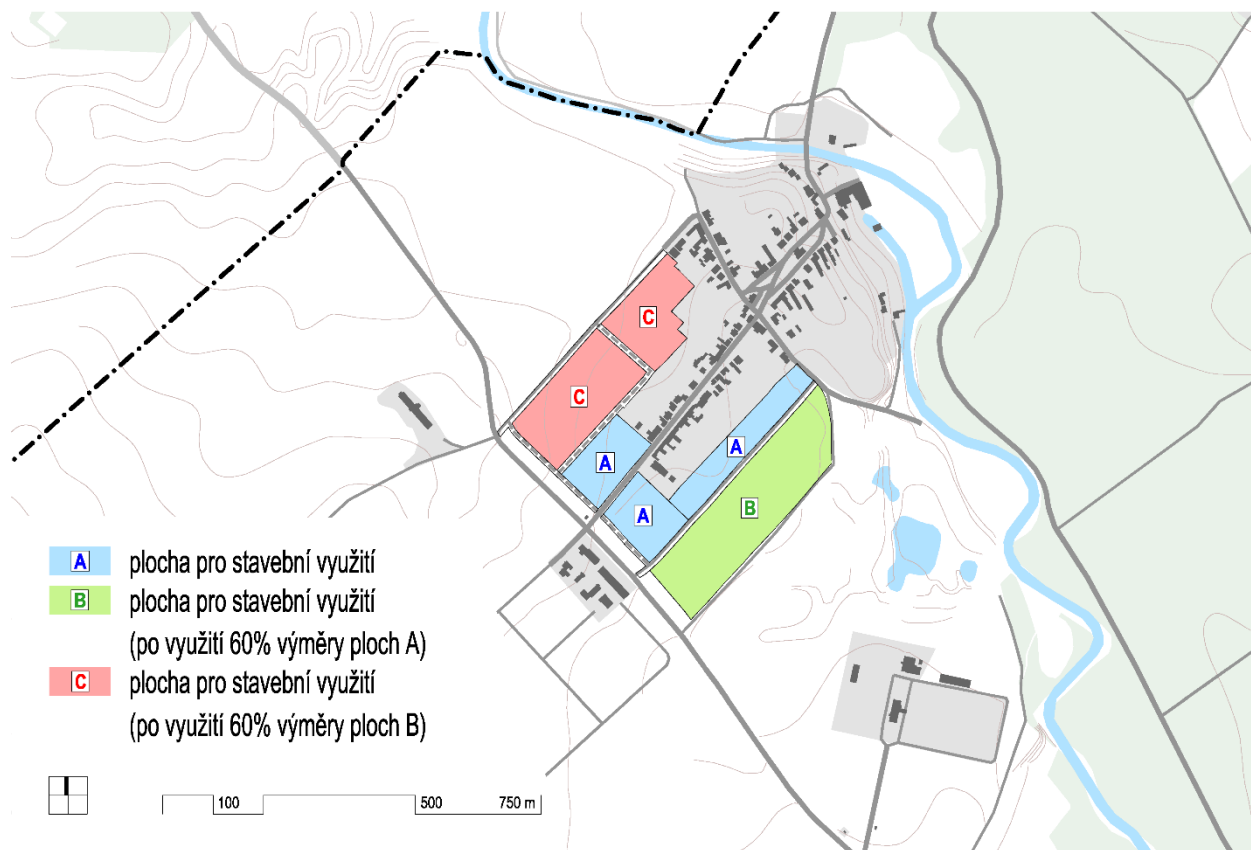 C
C
A
A
A
B
A plocha pro stavební využití
B plocha pro stavební využití
(po využití 60% výměry ploch A)
C plocha pro stavební využití
(po využití 60% výměry ploch B)
100 500 750 m